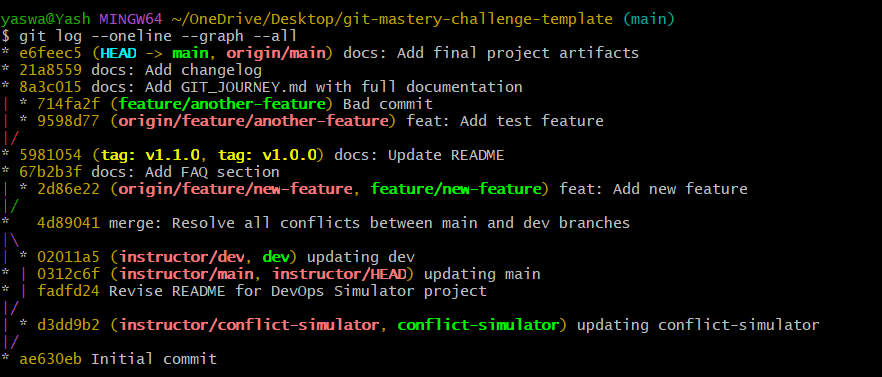 yaswa@Yash MINGW64 ~/OneDrive/Desktop/git-mastery-challenge-template (main)
$ git log --oneline --graph --all
* e6feec5 (HEAD -> main, origin/main) docs: Add final project artifacts
* 21a8559 docs: Add changelog
* 8a3c015 docs: Add GIT_JOURNEY.md with full documentation
| * 714fa2f (feature/another-feature) Bad commit
| * 9598d77 (origin/feature/another-feature) feat: Add test feature
|/
* 5981054 (tag: v1.1.0, tag: v1.0.0) docs: Update README
* 67b2b3f docs: Add FAQ section
| * 2d86e22 (origin/feature/new-feature, feature/new-feature) feat: Add new feature
|/
*   4d89041 merge: Resolve all conflicts between main and dev branches
|\
| * 02011a5 (instructor/dev, dev) updating dev
* | 0312c6f (instructor/main, instructor/HEAD) updating main
* | fadfd24 Revise README for DevOps Simulator project
|/
| * d3dd9b2 (instructor/conflict-simulator, conflict-simulator) updating conflict-simulator
|/
* ae630eb Initial commit